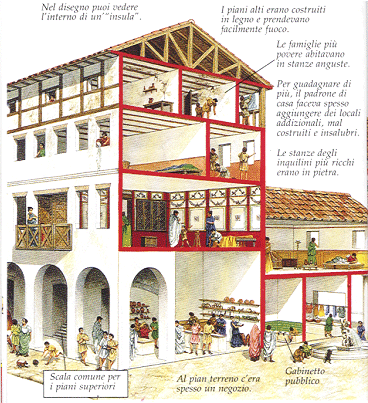 Nel disegno puoi vedere
l'interno di un'"insula".
I piani alti erano costruiti
in legno e prendevano
facilmente fuoco.
Le famiglie più
povere abitavano
in stanze anguste.
Per guadagnare di
più, il padrone di
casa faceva spesso
aggiungere dei locali
addizionali, mal
costruiti e insalubri.
Le stanze degli
inquilini più ricchi
erano in pietra.
Scala comune per
i piani superiori
Al pian terreno c'era
spesso un negozio.
Gabinetto
pubblico